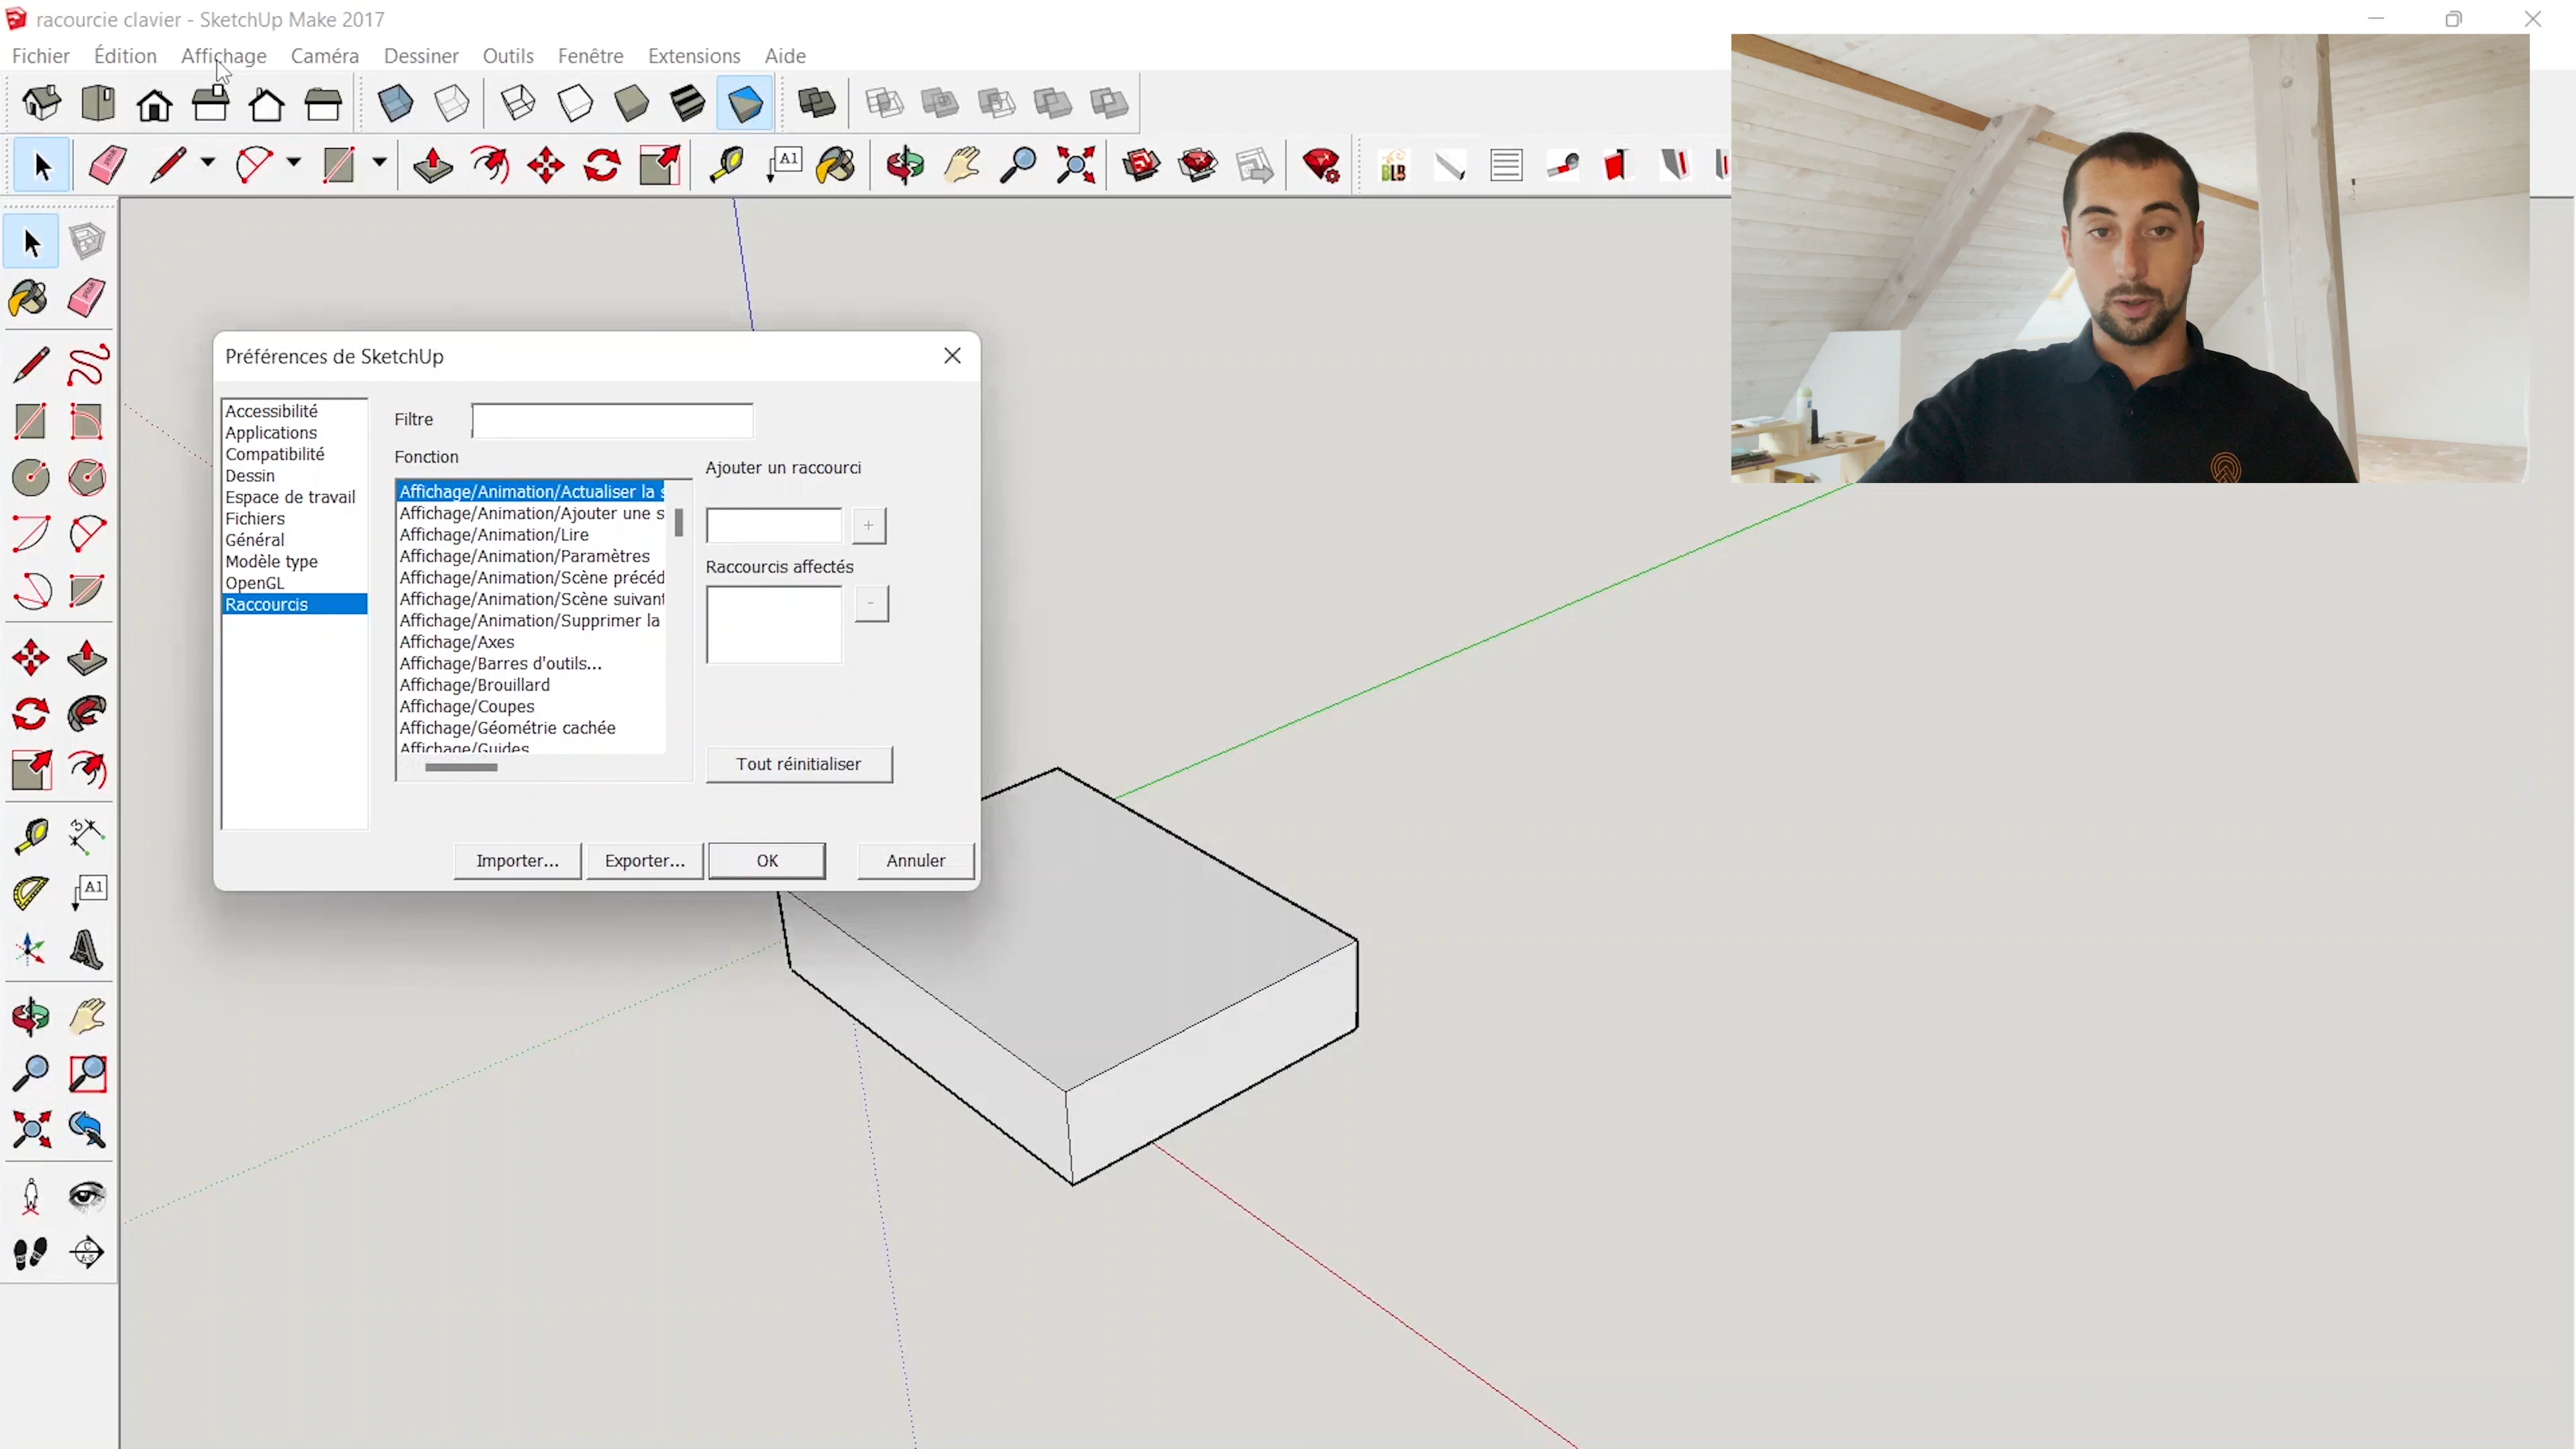 racourcie clavier - SketchUp Make 2017
Fichier Édition Affichage Caméra Dessiner Outils Fenêtre Extensions Aide
A1
BLB
Préférences de SketchUp
Accessibilité
Applications
Compatibilité
Dessin
Espace de travail
Fichiers
Général
Modèle type
OpenGL
Raccourcis
Filtre
Fonction
Affichage/Animation/Actualiser la s
Affichage/Animation/Ajouter une s
Affichage/Animation/Lire
Affichage/Animation/Paramètres
Affichage/Animation/Scène précéd
Affichage/Animation/Scène suivant
Affichage/Animation/Supprimer la
Affichage/Axes
Affichage/Barres d'outils...
Affichage/Brouillard
Affichage/Coupes
Affichage/Géométrie cachée
Affichage/Guides
Ajouter un raccourci
+
Raccourcis affectés
-
Tout réinitialiser
Importer... Exporter... OK Annuler
3
A1